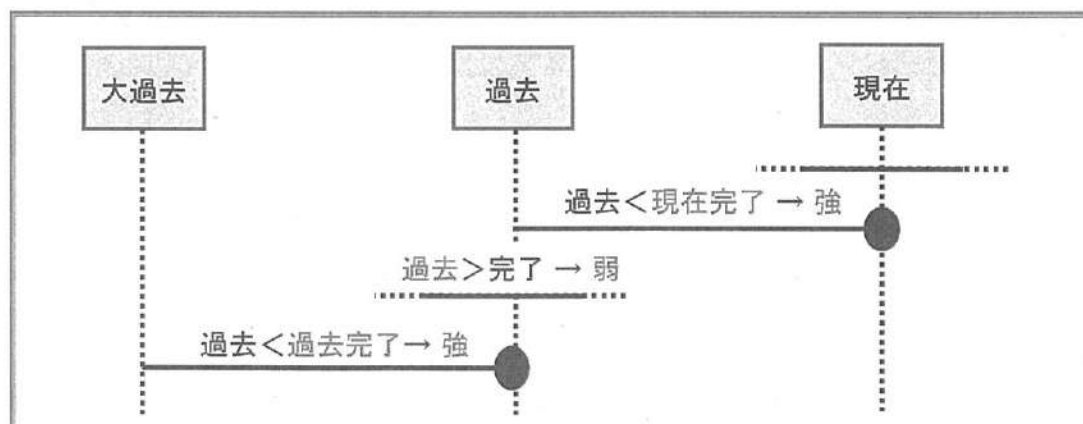 大過去
過去
現在
過去＜現在完了 → 強
過去＞完了 → 弱
過去＜過去完了→ 強